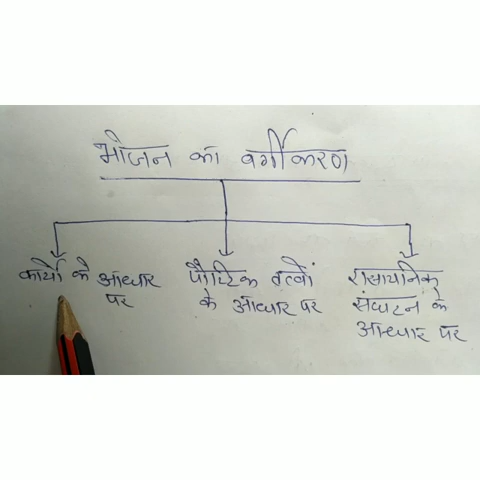 भोजन का वर्गीकरण
कार्यो के आधार
पर
पौष्टिक तत्वों
के आधार पर
रासायनिक
संघटन के
आधार पर